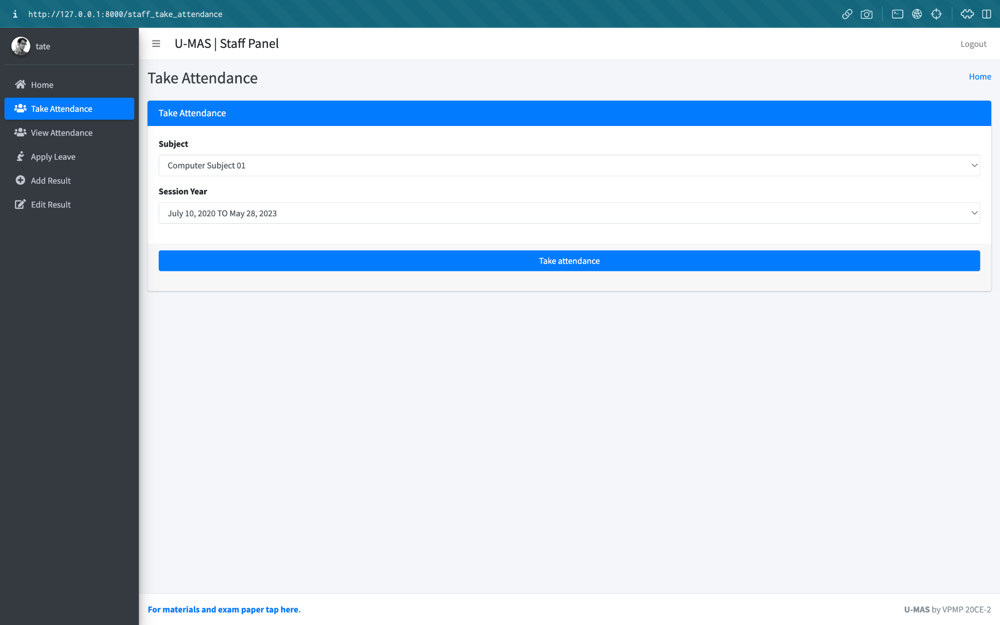 http://127.0.0.1:8000/staff_take_attendance
tate
Home
Take Attendance
View Attendance
Apply Leave
Add Result
Edit Result
U-MAS | Staff Panel
Logout
Take Attendance
Home
Take Attendance
Subject
Computer Subject 01
Session Year
July 10, 2020 TO May 28, 2023
Take attendance
For materials and exam paper tap here.
U-MAS by VPMP 20CE-2